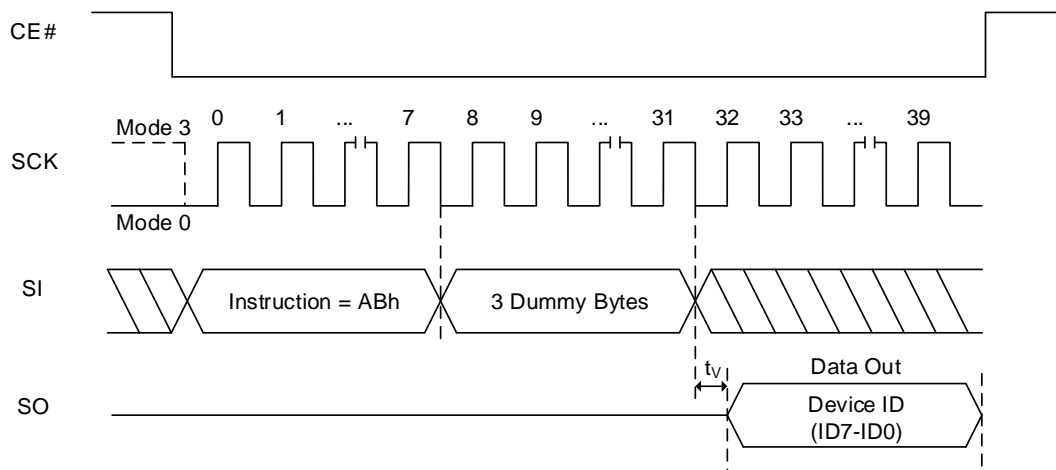 CE#
SCK
Mode 3
0 1 ... 7 8 9 ... 31 32 33 ... 39
Mode 0
SI
Instruction = ABh
3 Dummy Bytes
tV
Data Out
SO
Device ID
(ID7-ID0)